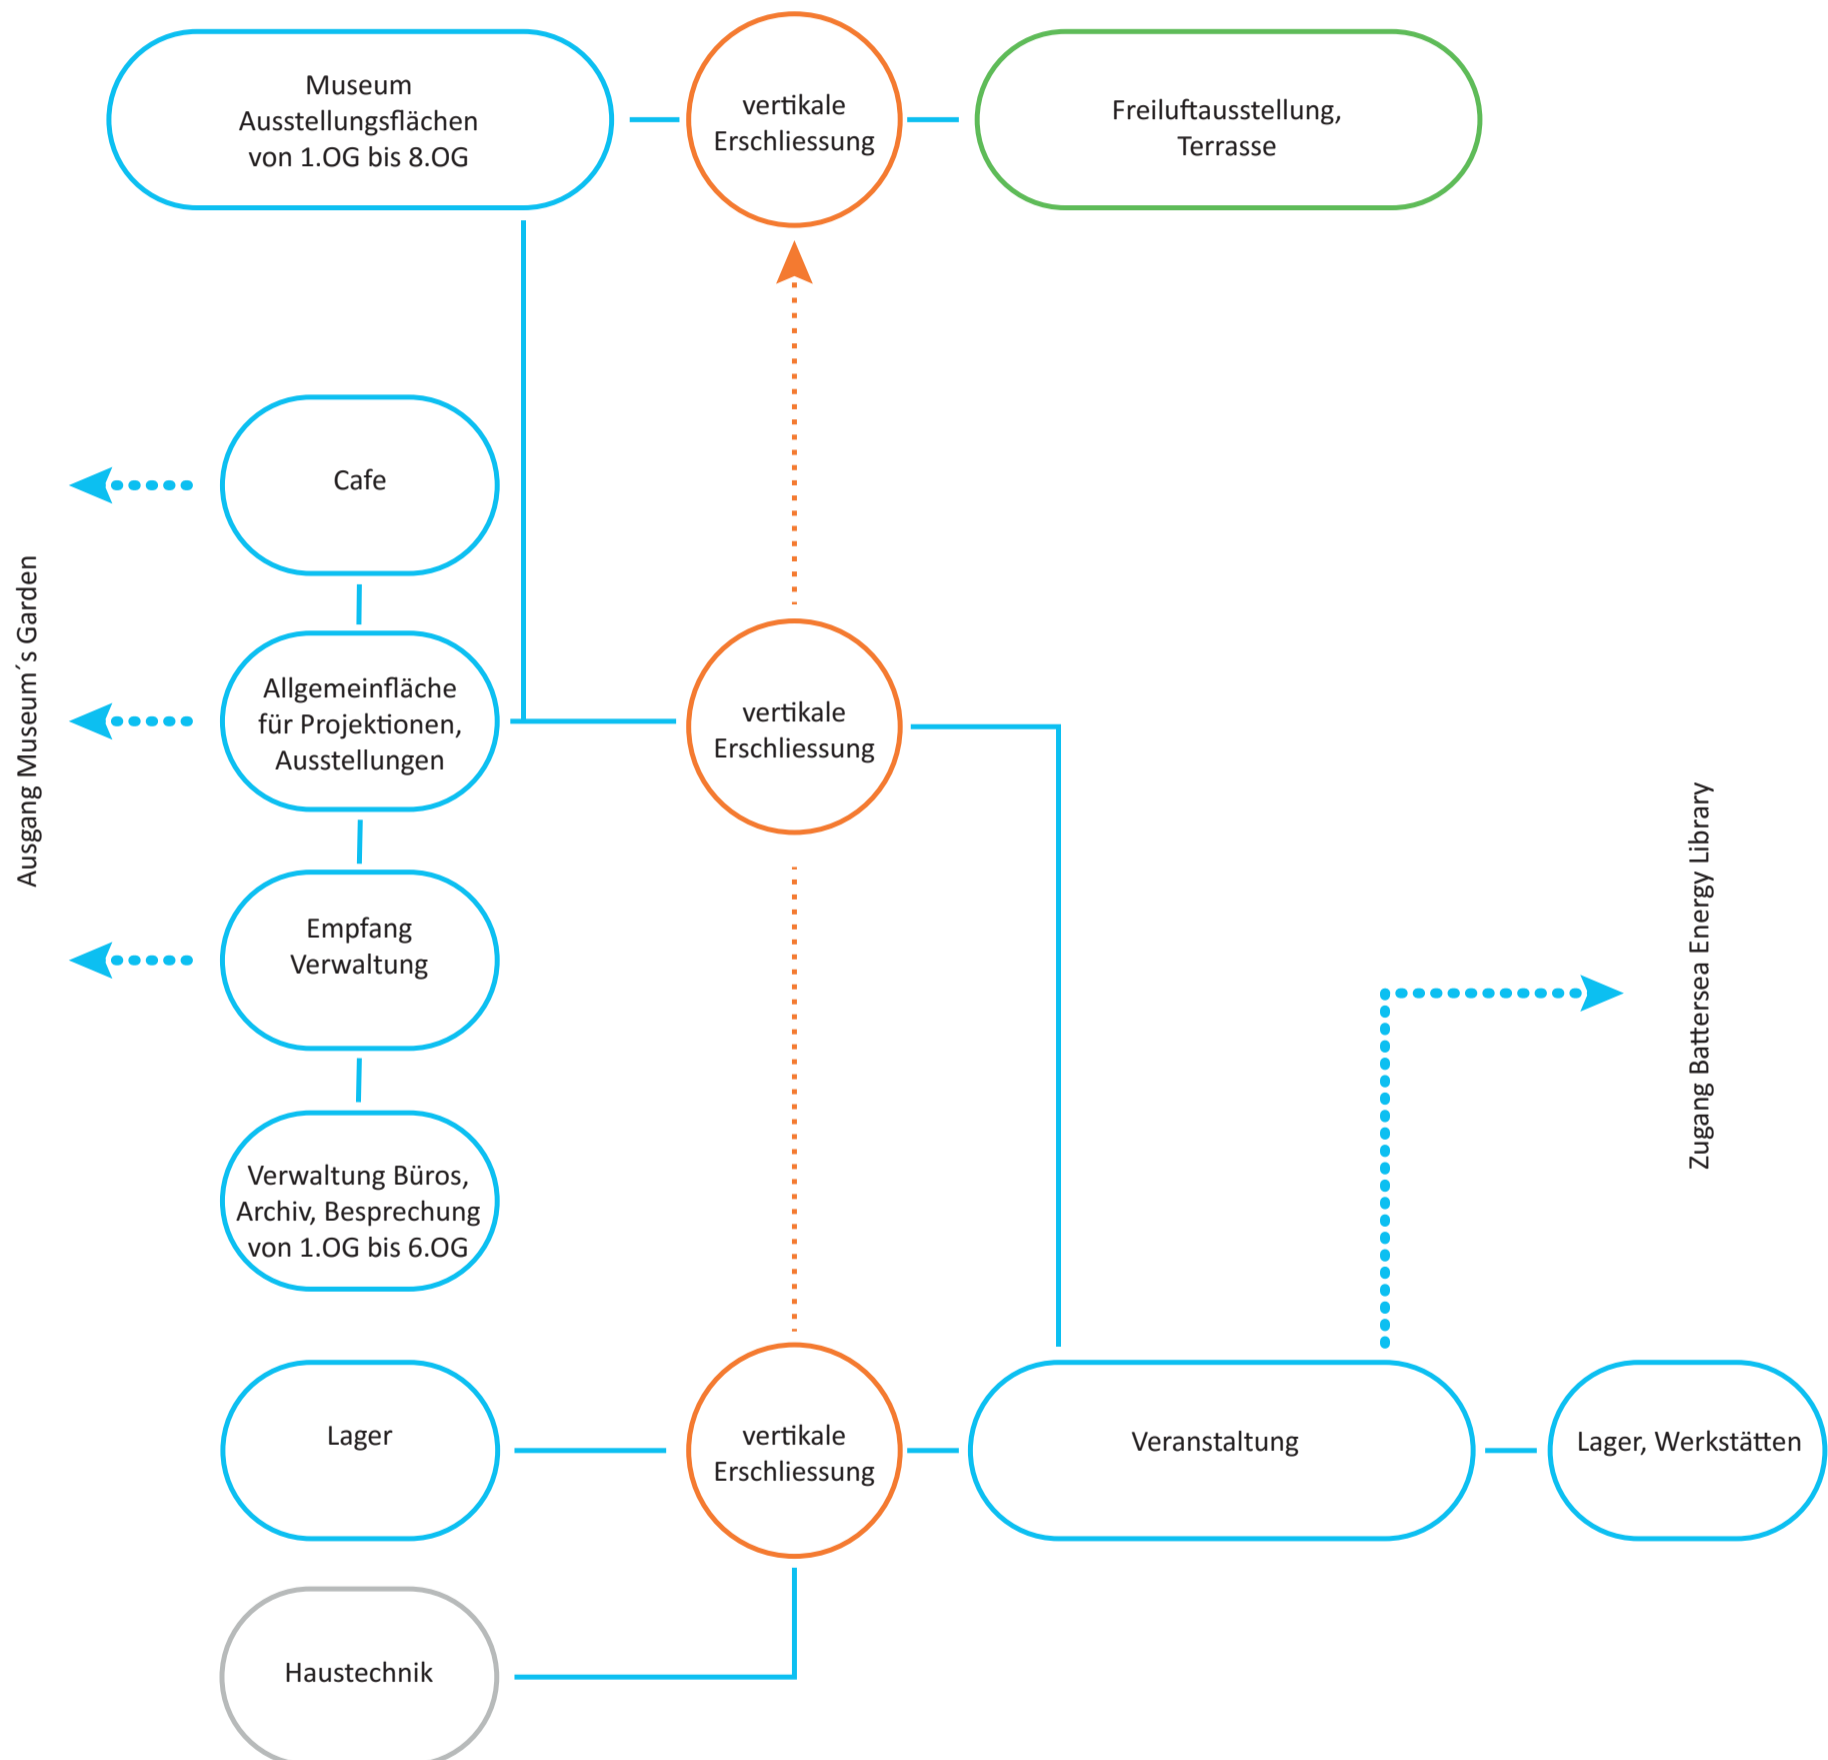 Museum
Ausstellungsflächen
von 1.OG bis 8.OG
vertikale
Erschliessung
Freiluftausstellung,
Terrasse
Cafe
Ausgang Museum´s Garden
Allgemeinfläche
für Projektionen,
Ausstellungen
vertikale
Erschliessung
Empfang
Verwaltung
Zugang Battersea Energy Library
Verwaltung Büros,
Archiv, Besprechung
von 1.OG bis 6.OG
Lager
vertikale
Erschliessung
Veranstaltung
Lager, Werkstätten
Haustechnik